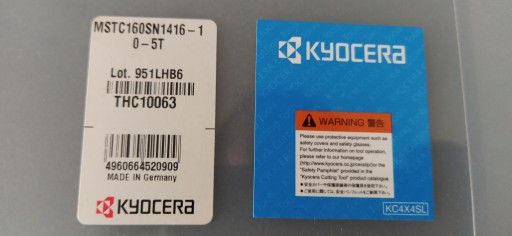 MSTC160SN1416-1
0-5T
Lot. 951LHB6
THC10063
4960664520909
MADE IN Germany
KYOCERA
KYOCERA
WARNING 警告
Please use protective equipment such as
safety covers and safety glasses.
For further information on tool operation,
please refer to our homepage
(http://www.kyocera.co.jp/overall/prdct/tool) or the
"Safety Pamphlet" provided in the
"Kyocera Cutting Tool" product catalogue.
KC4X4SL